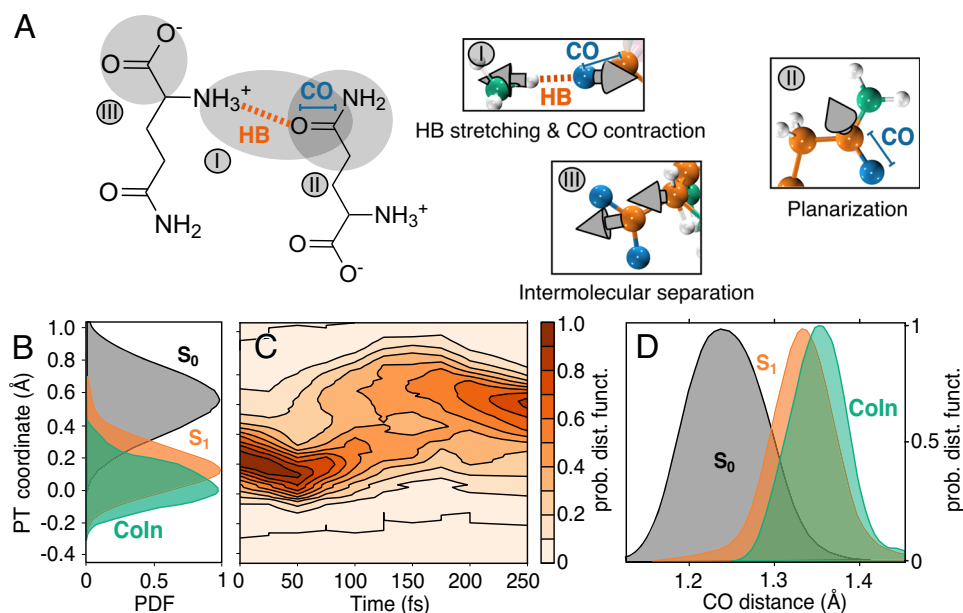 A
O-
O
III
NH3+
HB
I
CO
NH2
O
II
O
NH2
NH3+
O
O-
I
CO
HB
HB stretching & CO contraction
II
CO
Planarization
III
Intermolecular separation
B
PT coordinate (Å)
1.0
0.8
0.6
0.4
0.2
0.0
-0.2
-0.4
S0
S1
CoIn
0
0.5
1
PDF
C
0
50
100
150
200
250
Time (fs)
1.0
0.8
0.6
0.4
0.2
0
prob. dist. funct.
D
S0
S1
CoIn
1.2
1.3
1.4
CO distance (Å)
1
0.5
0
prob. dist. funct.